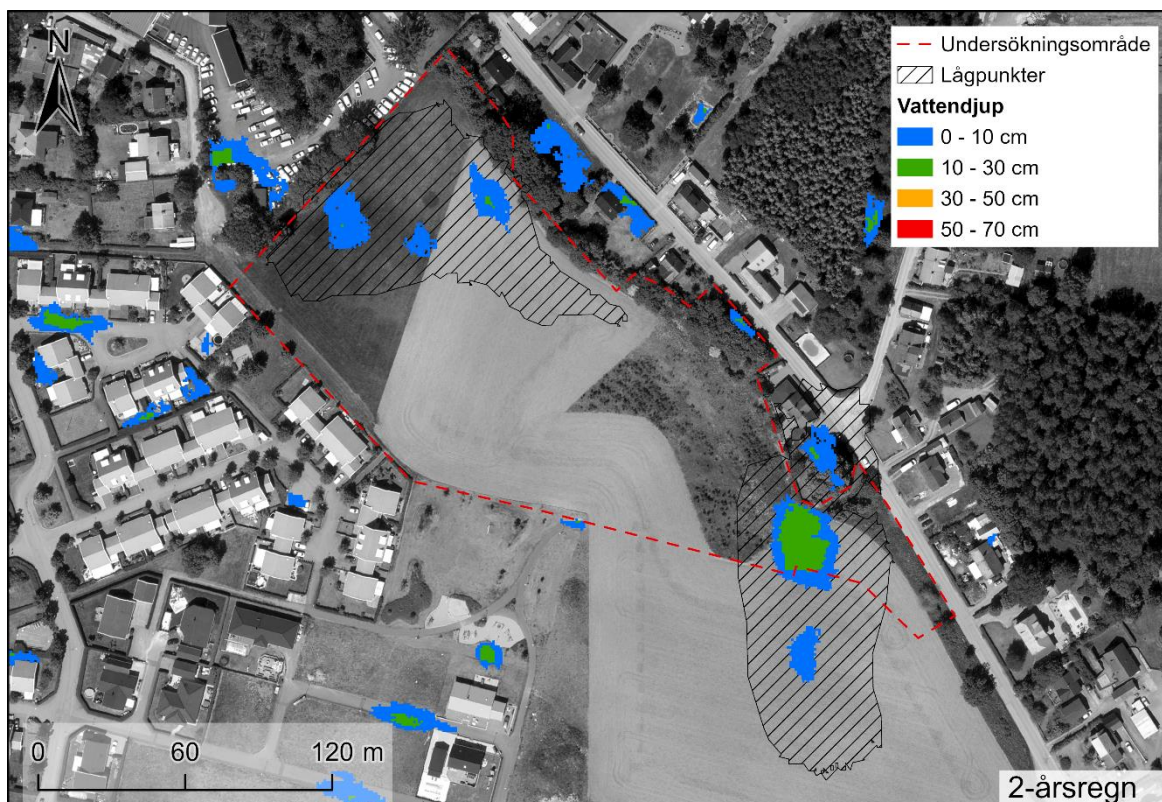 N
Undersökningsområde
Lågpunkter
Vattendjup
0 - 10 cm
10 - 30 cm
30 - 50 cm
50 - 70 cm
0 60 120 m
2-årsregn